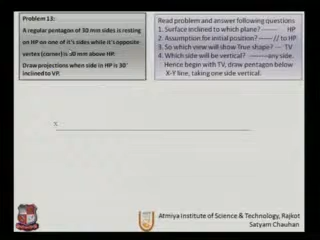 Problem 13:
A regular pentagon of 30 mm sides is resting
on HP on one of it's sides while it's opposite
vertex (corner) is 30 mm above HP.
Draw projections when side in HP is 30°
inclined to VP.
Read problem and answer following questions
1. Surface inclined to which plane? ------- HP
2. Assumption for initial position? ------ // to HP
3. So which view will show True shape? --- TV
4. Which side will be vertical? --------any side.
Hence begin with TV, draw pentagon below
X-Y line, taking one side vertical.
X
Atmiya Institute of Science & Technology, Rajkot
Satyam Chauhan